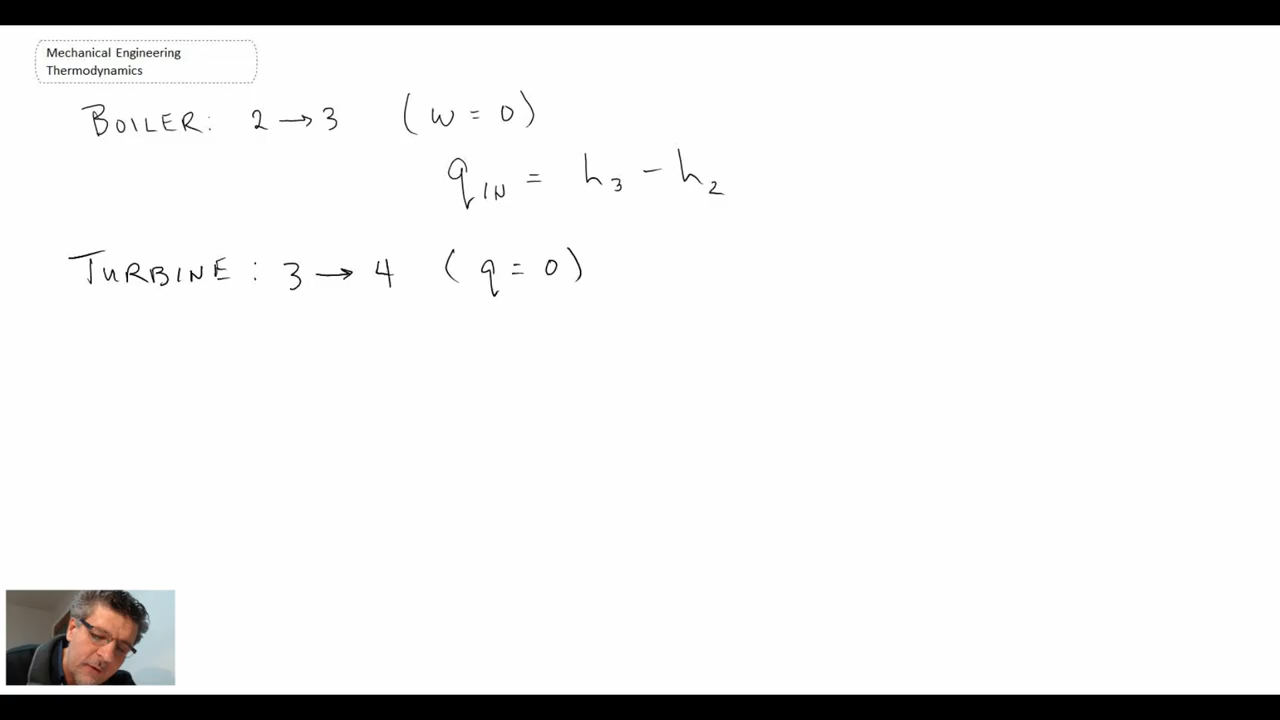 Mechanical Engineering
Thermodynamics
BOILER: 2 → 3 (w = 0)
q_IN = h_3 - h_2
TURBINE: 3 → 4 (q = 0)